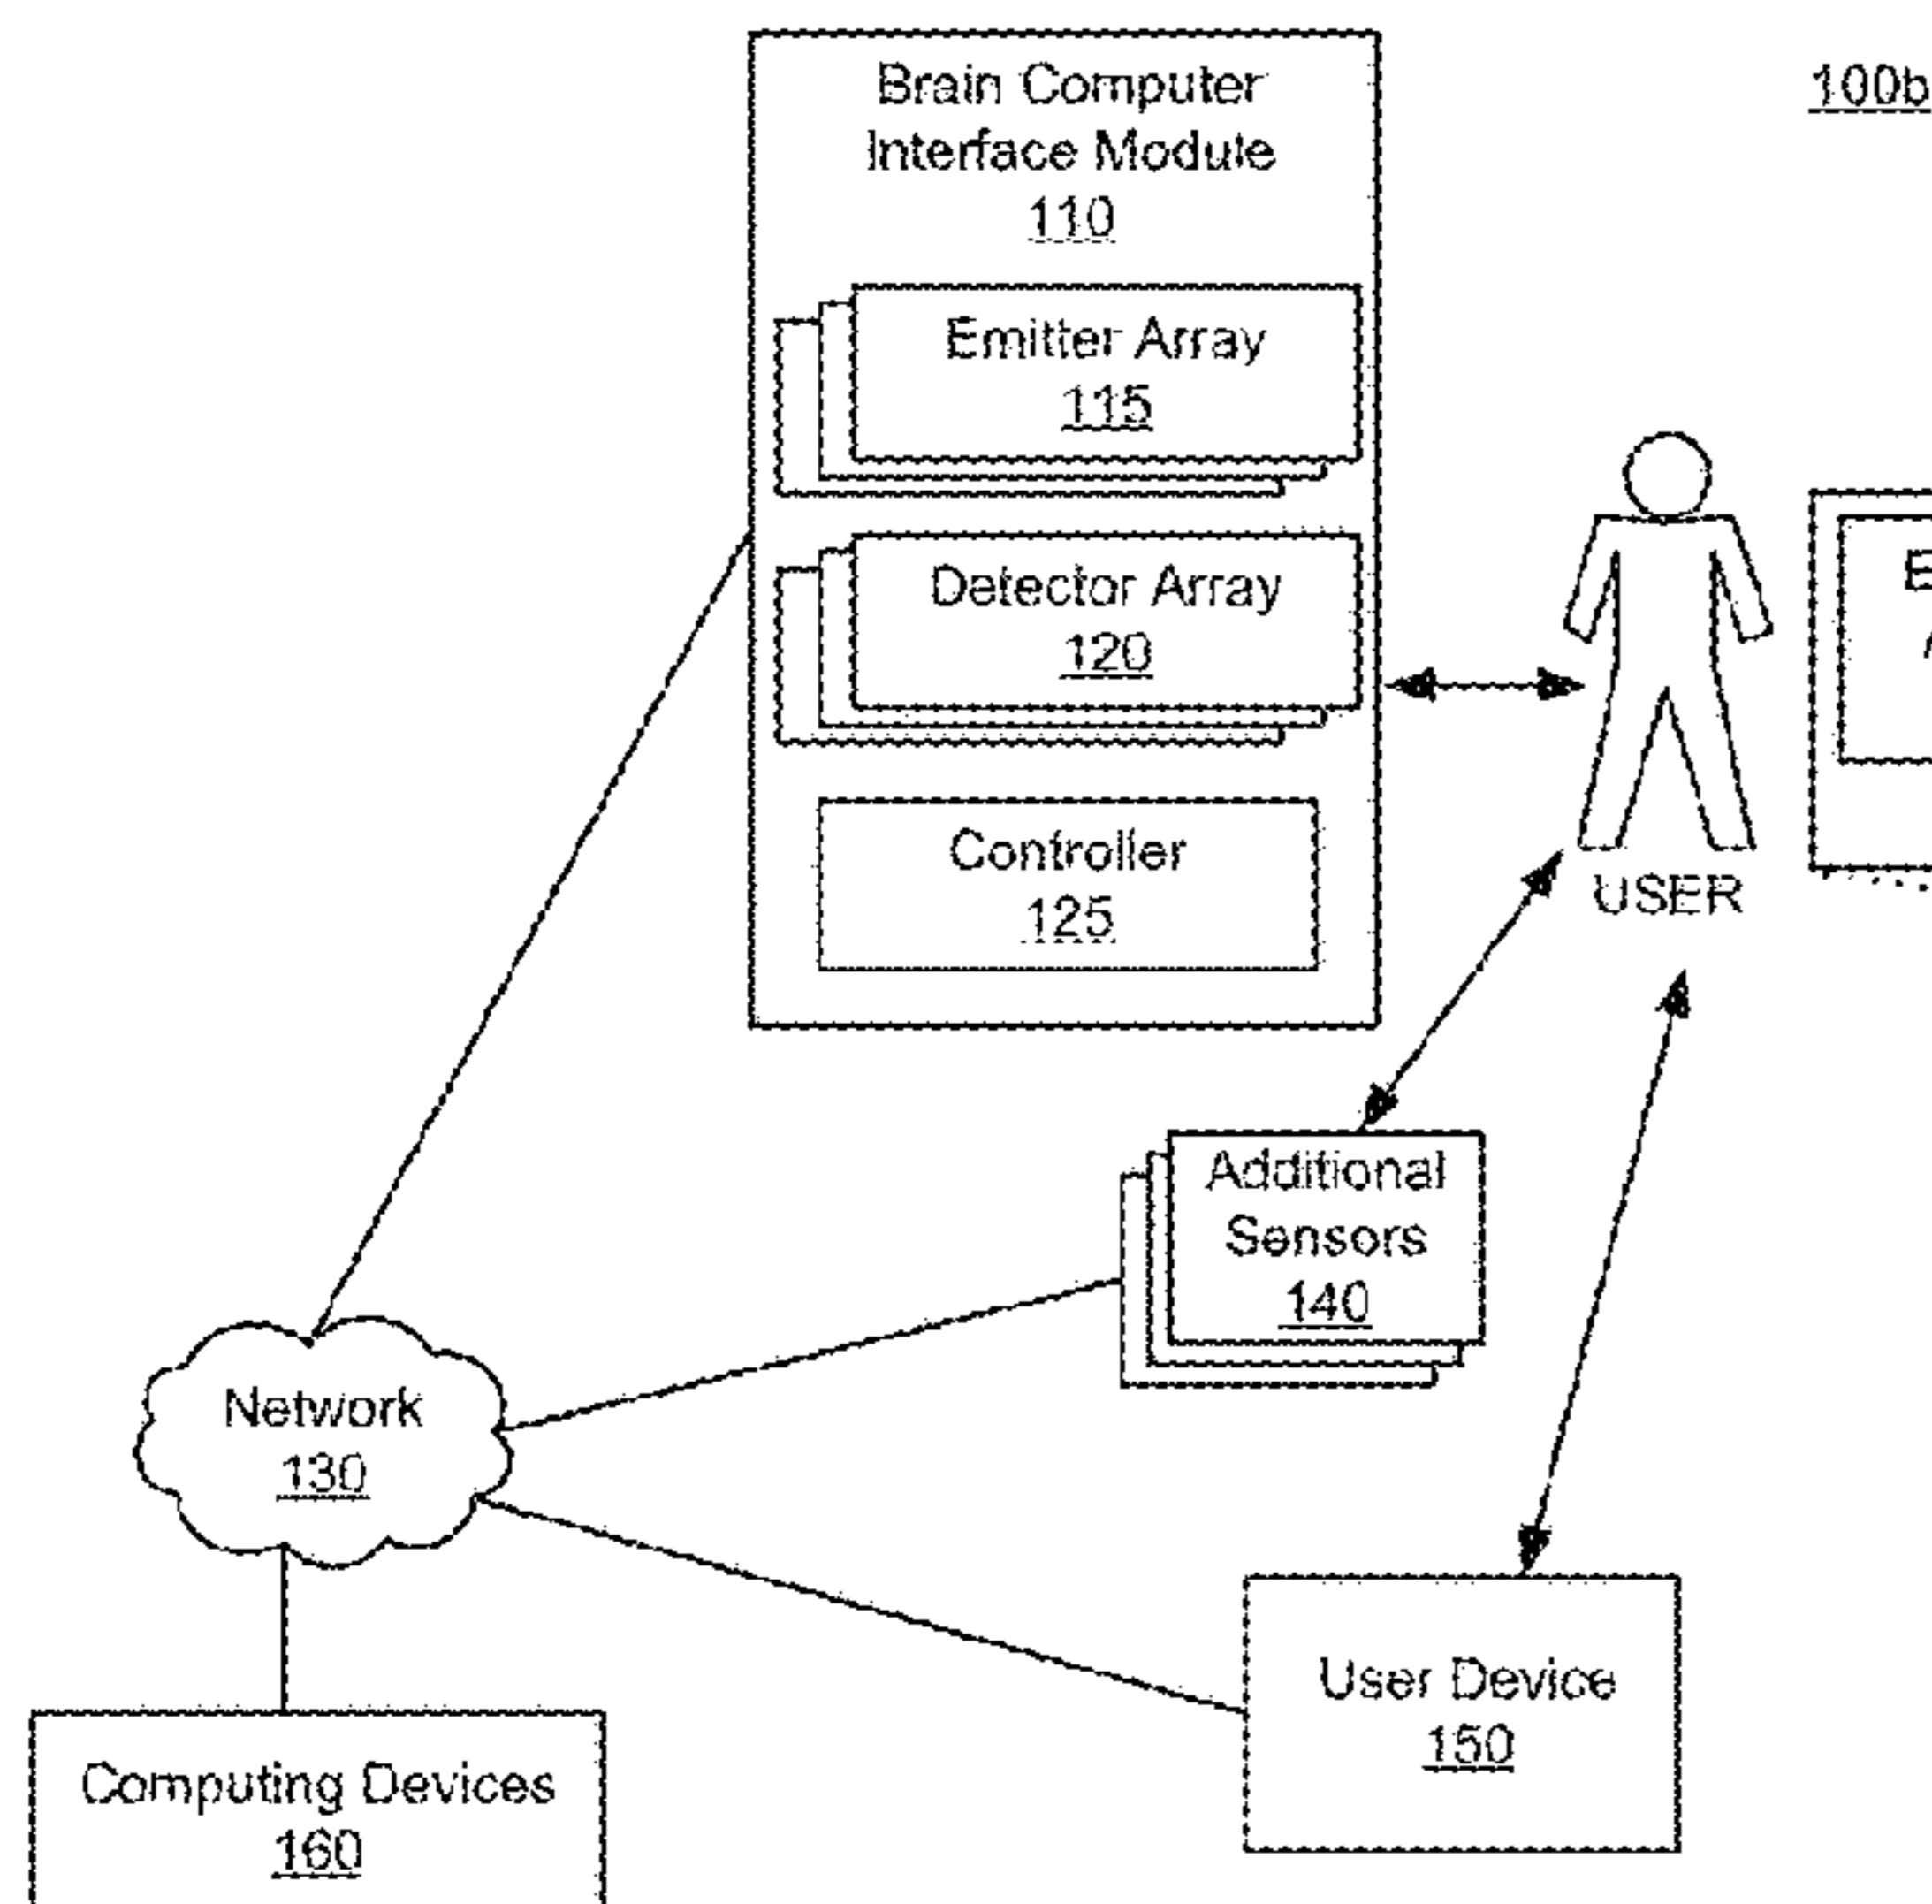 100b
Brain Computer
Interface Module
110
Emitter Array
115
Detector Array
120
Controller
125
USER
Additional
Sensors
140
Network
130
User Device
150
Computing Devices
160